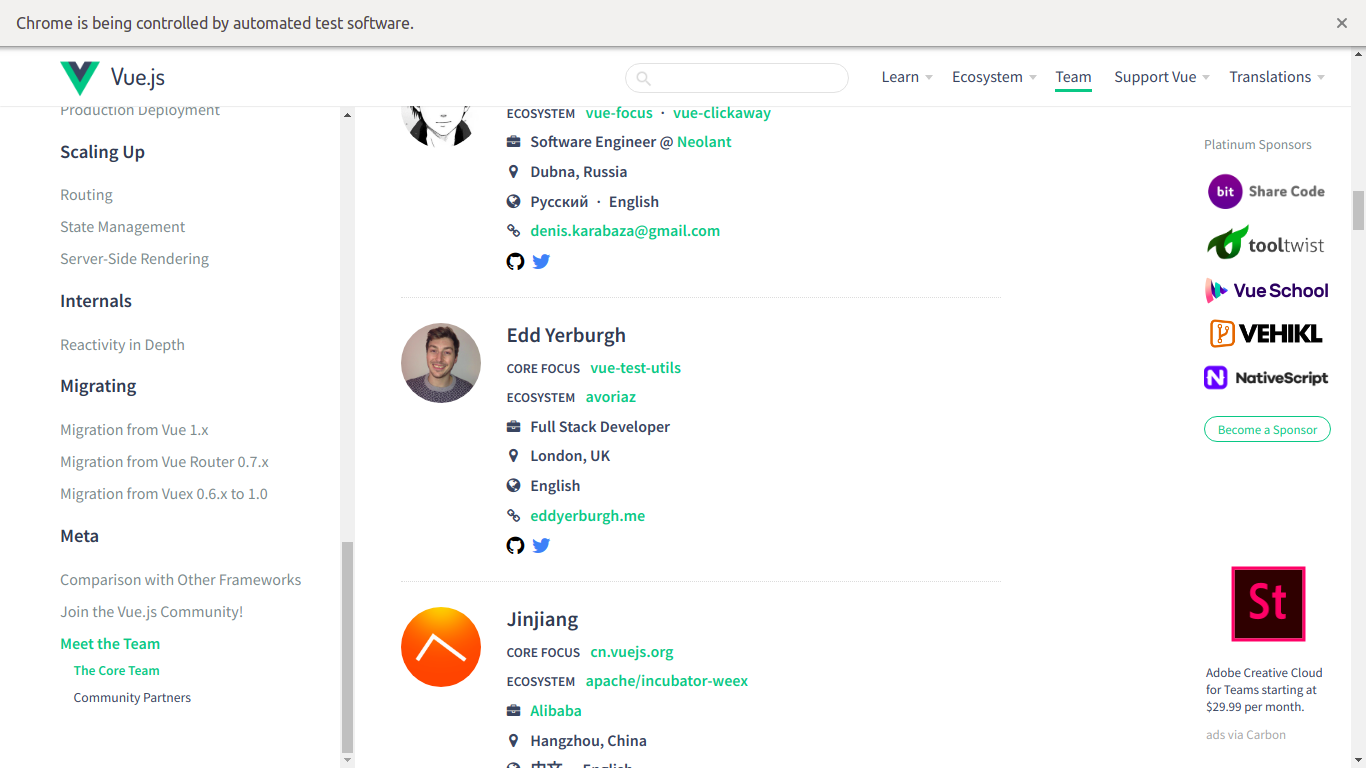 Chrome is being controlled by automated test software.
Vue.js
Learn
Ecosystem
Team
Support Vue
Translations
Production Deployment
Scaling Up
Routing
State Management
Server-Side Rendering
Internals
Reactivity in Depth
Migrating
Migration from Vue 1.x
Migration from Vue Router 0.7.x
Migration from Vuex 0.6.x to 1.0
Meta
Comparison with Other Frameworks
Join the Vue.js Community!
Meet the Team
The Core Team
Community Partners
ECOSYSTEM vue-focus · vue-clickaway
Software Engineer @ Neolant
Dubna, Russia
Русский · English
denis.karabaza@gmail.com
Edd Yerburgh
CORE FOCUS vue-test-utils
ECOSYSTEM avoriaz
Full Stack Developer
London, UK
English
eddyerburgh.me
Jinjiang
CORE FOCUS cn.vuejs.org
ECOSYSTEM apache/incubator-weex
Alibaba
Hangzhou, China
中文 · English
Platinum Sponsors
bit Share Code
tooltwist
Vue School
VEHIKL
N NativeScript
Become a Sponsor
St
Adobe Creative Cloud
for Teams starting at
$29.99 per month.
ads via Carbon